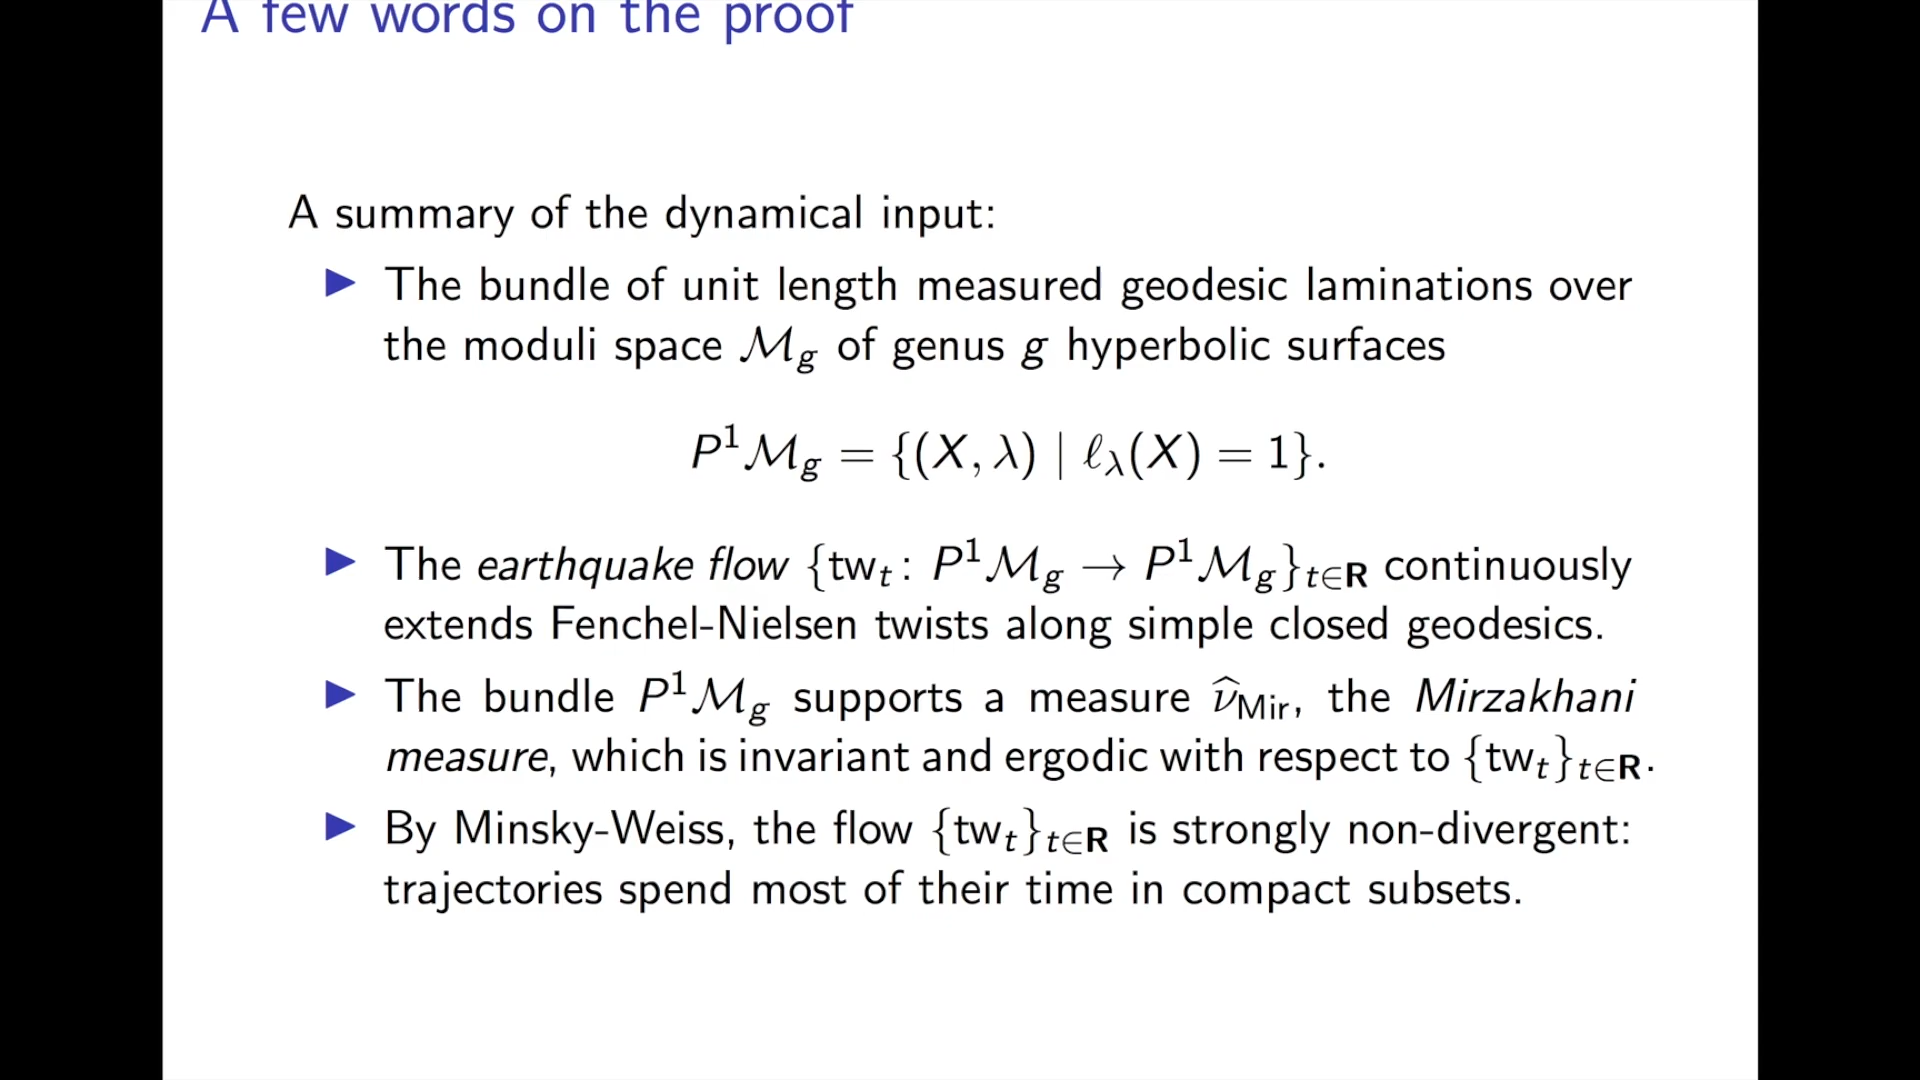 A few words on the proof
A summary of the dynamical input:
▶ The bundle of unit length measured geodesic laminations over
the moduli space ℳ_g of genus g hyperbolic surfaces
P¹ℳ_g = {(X, λ) | ℓ_λ(X) = 1}.
▶ The earthquake flow {tw_t : P¹ℳ_g → P¹ℳ_g}_{t∈R} continuously
extends Fenchel-Nielsen twists along simple closed geodesics.
▶ The bundle P¹ℳ_g supports a measure ν̂_Mir, the Mirzakhani
measure, which is invariant and ergodic with respect to {tw_t}_{t∈R}.
▶ By Minsky-Weiss, the flow {tw_t}_{t∈R} is strongly non-divergent:
trajectories spend most of their time in compact subsets.